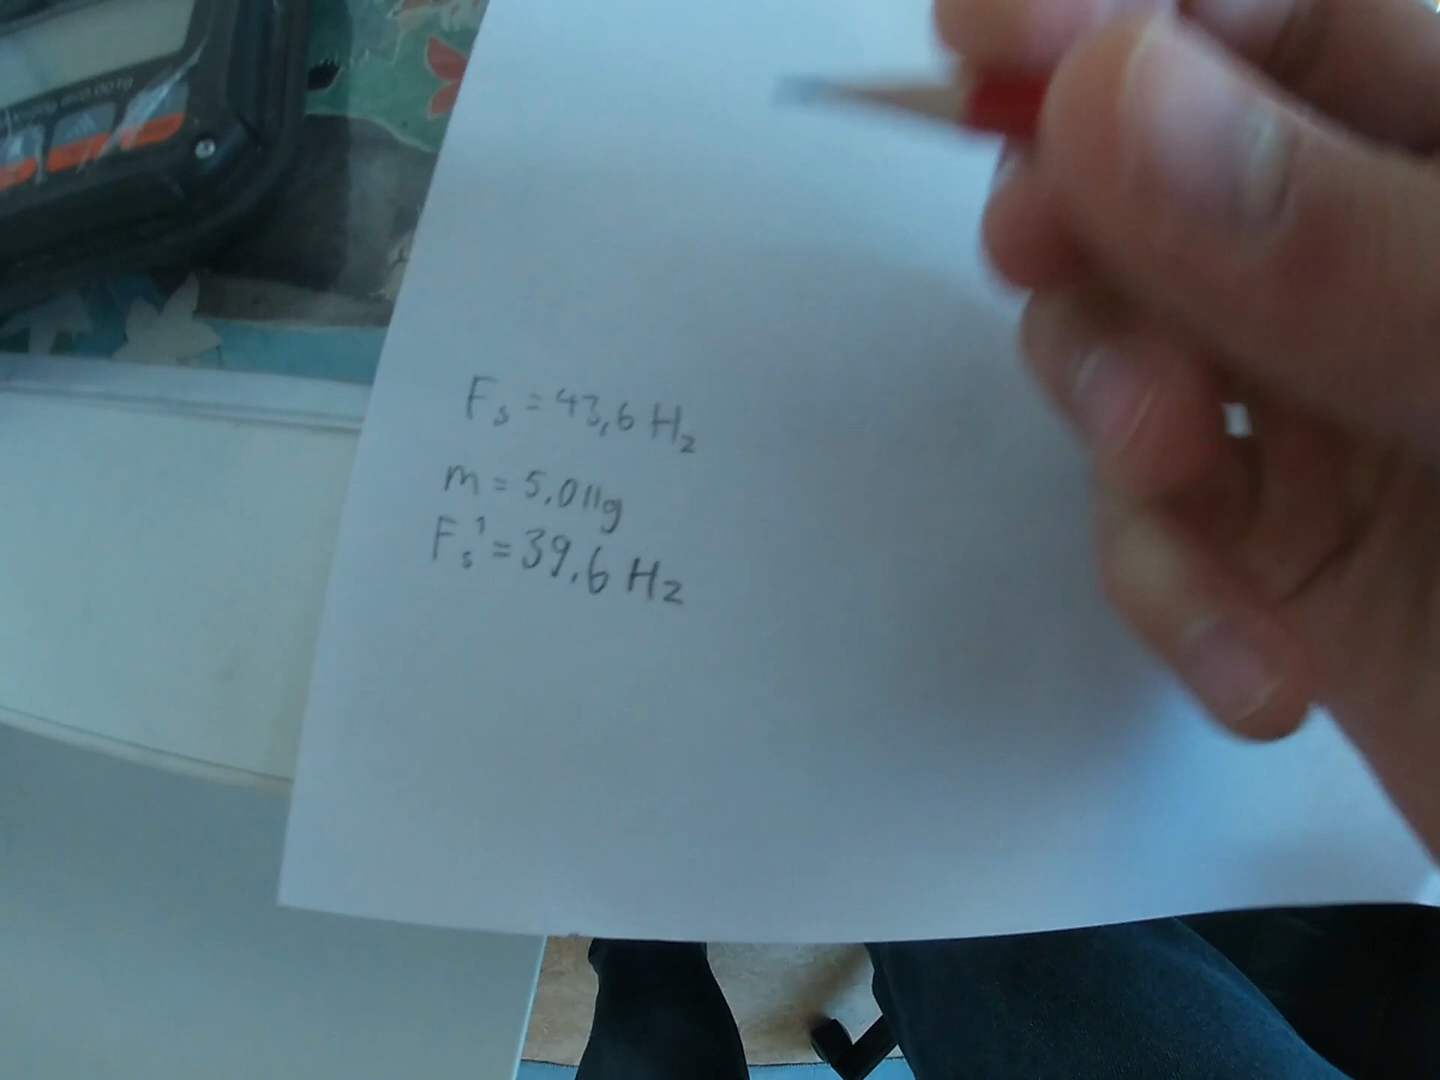 Fs = 43,6 Hz
m = 5.011g
Fs' = 39.6 Hz